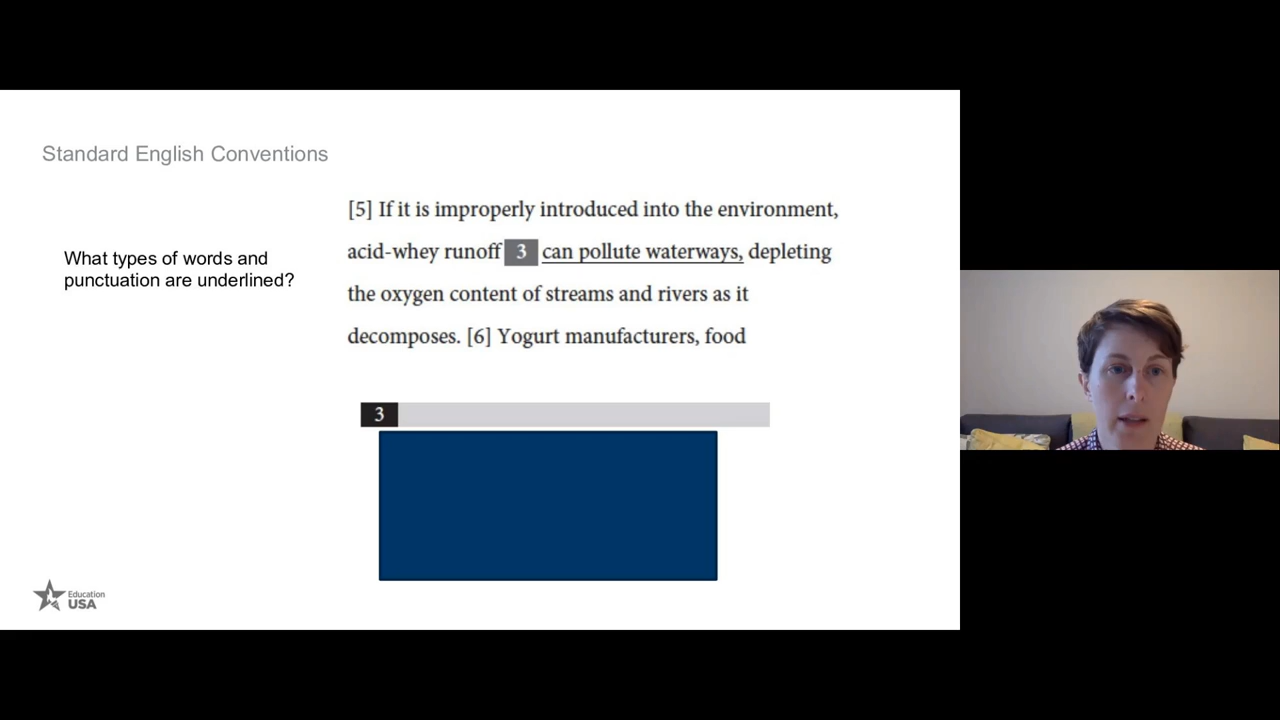 Standard English Conventions
What types of words and
punctuation are underlined?
[5] If it is improperly introduced into the environment,
acid-whey runoff 3 can pollute waterways, depleting
the oxygen content of streams and rivers as it
decomposes. [6] Yogurt manufacturers, food
3
Education
USA